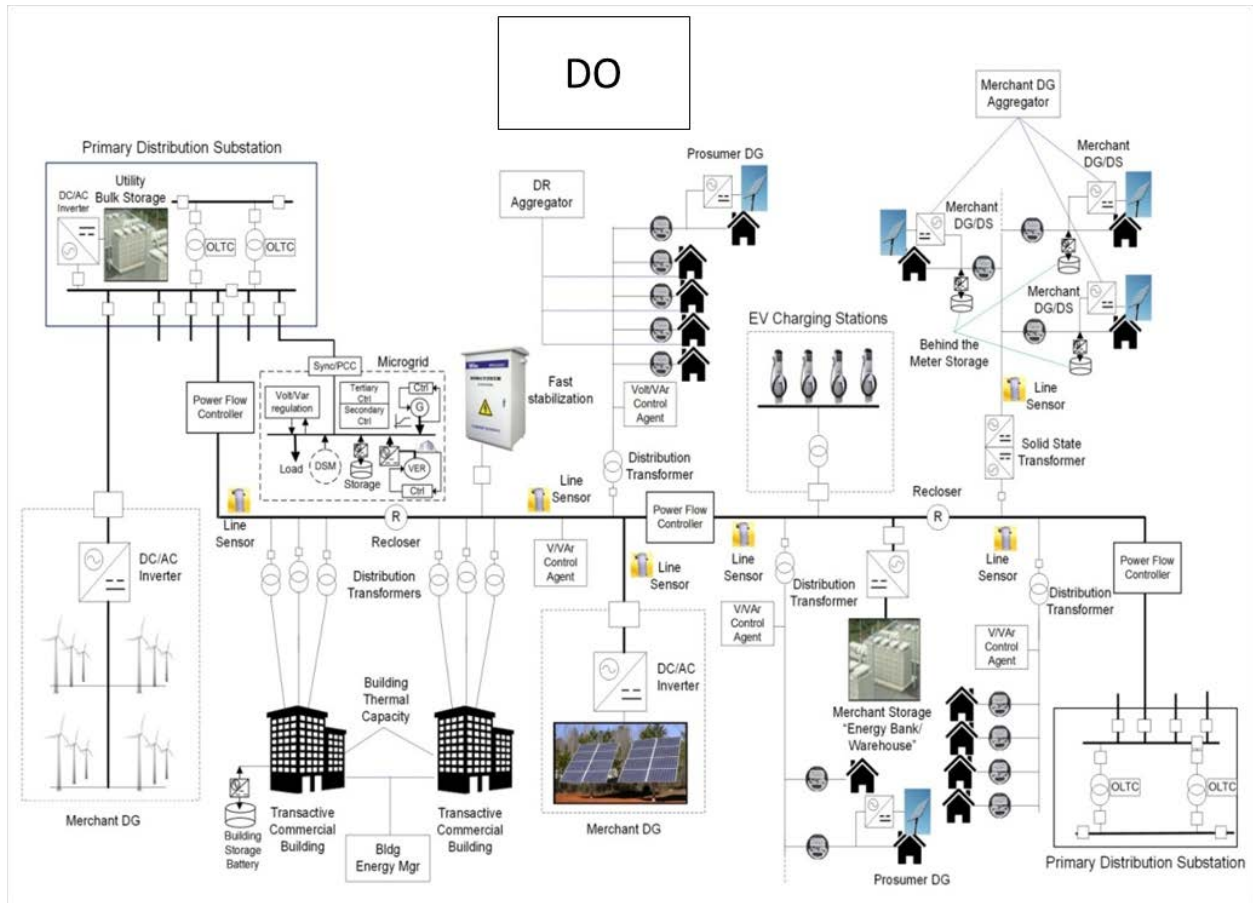 DO
Merchant DG
Aggregator
Primary Distribution Substation
Utility
Bulk Storage
DC/AC
Inverter
OLTC
OLTC
DR
Aggregator
Prosumer DG
Merchant
DG/DS
Merchant
DG/DS
Merchant
DG/DS
Behind the
Meter Storage
EV Charging Stations
Sync/PCC
Microgrid
Power Flow
Controller
Volt/Var
regulation
Tertiary
Ctrl
Secondary
Ctrl
Ctrl
G
Load
DSM
Storage
VER
Ctrl
Fast
stabilization
Volt/VAr
Control
Agent
Distribution
Transformer
Line
Sensor
Solid State
Transformer
Line
Sensor
R
Recloser
Line
Sensor
Power Flow
Controller
Recloser
R
DC/AC
Inverter
Distribution
Transformers
V/VAr
Control
Agent
Line
Sensor
Line
Sensor
Distribution
Transformer
V/VAr
Control
Agent
Line
Sensor
Distribution
Transformer
Power Flow
Controller
V/VAr
Control
Agent
DC/AC
Inverter
Building
Thermal
Capacity
Merchant Storage
"Energy Bank/
Warehouse"
OLTC
OLTC
Merchant DG
Building
Storage
Battery
Transactive
Commercial
Building
Transactive
Commercial
Building
Bldg
Energy Mgr
Merchant DG
Prosumer DG
Primary Distribution Substation